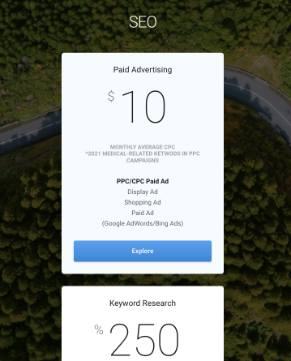 SEO
Paid Advertising
$ 10
MONTHLY AVERAGE CPC
*2021 MEDICAL-RELATED KETWODS IN PPC
CAMPAIGNS
PPC/CPC Paid Ad
Display Ad
Shopping Ad
Paid Ad
(Google AdWords/Bing Ads)
Explore
Keyword Research
% 250